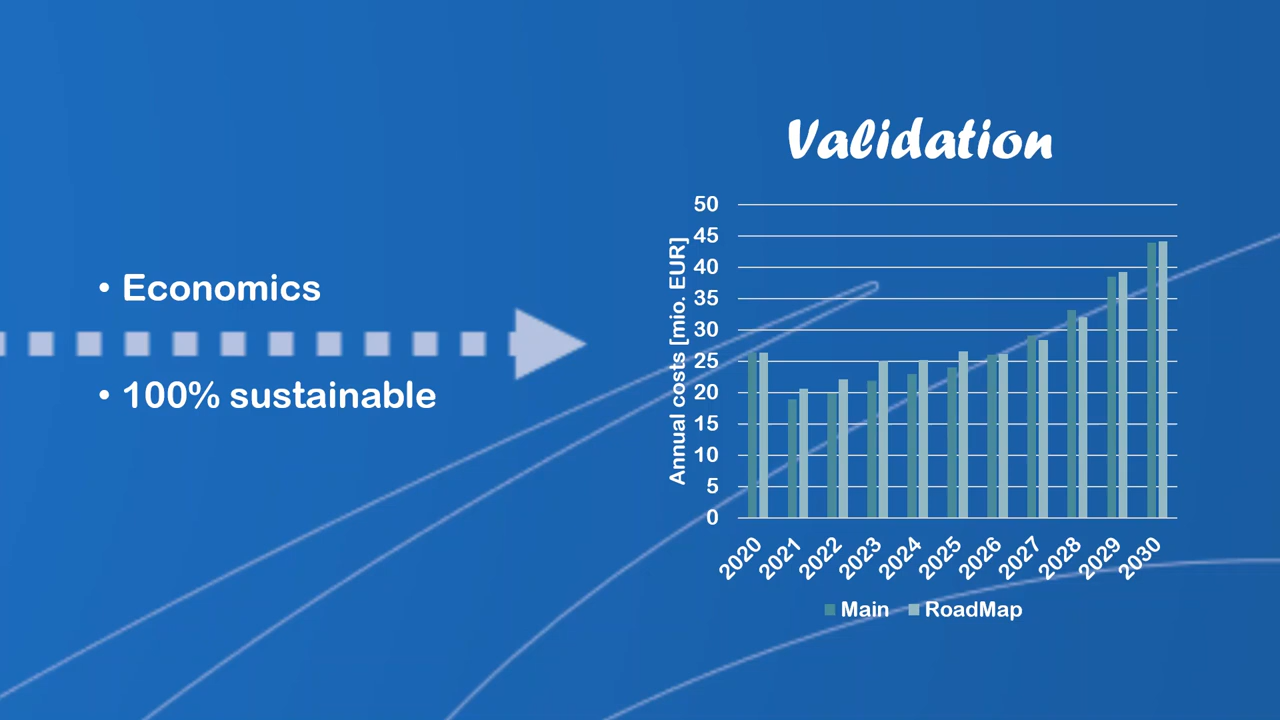 • Economics
• 100% sustainable
Validation
Annual costs [mio. EUR]
50
45
40
35
30
25
20
15
10
5
0
2020 2021 2022 2023 2024 2025 2026 2027 2028 2029 2030
Main RoadMap